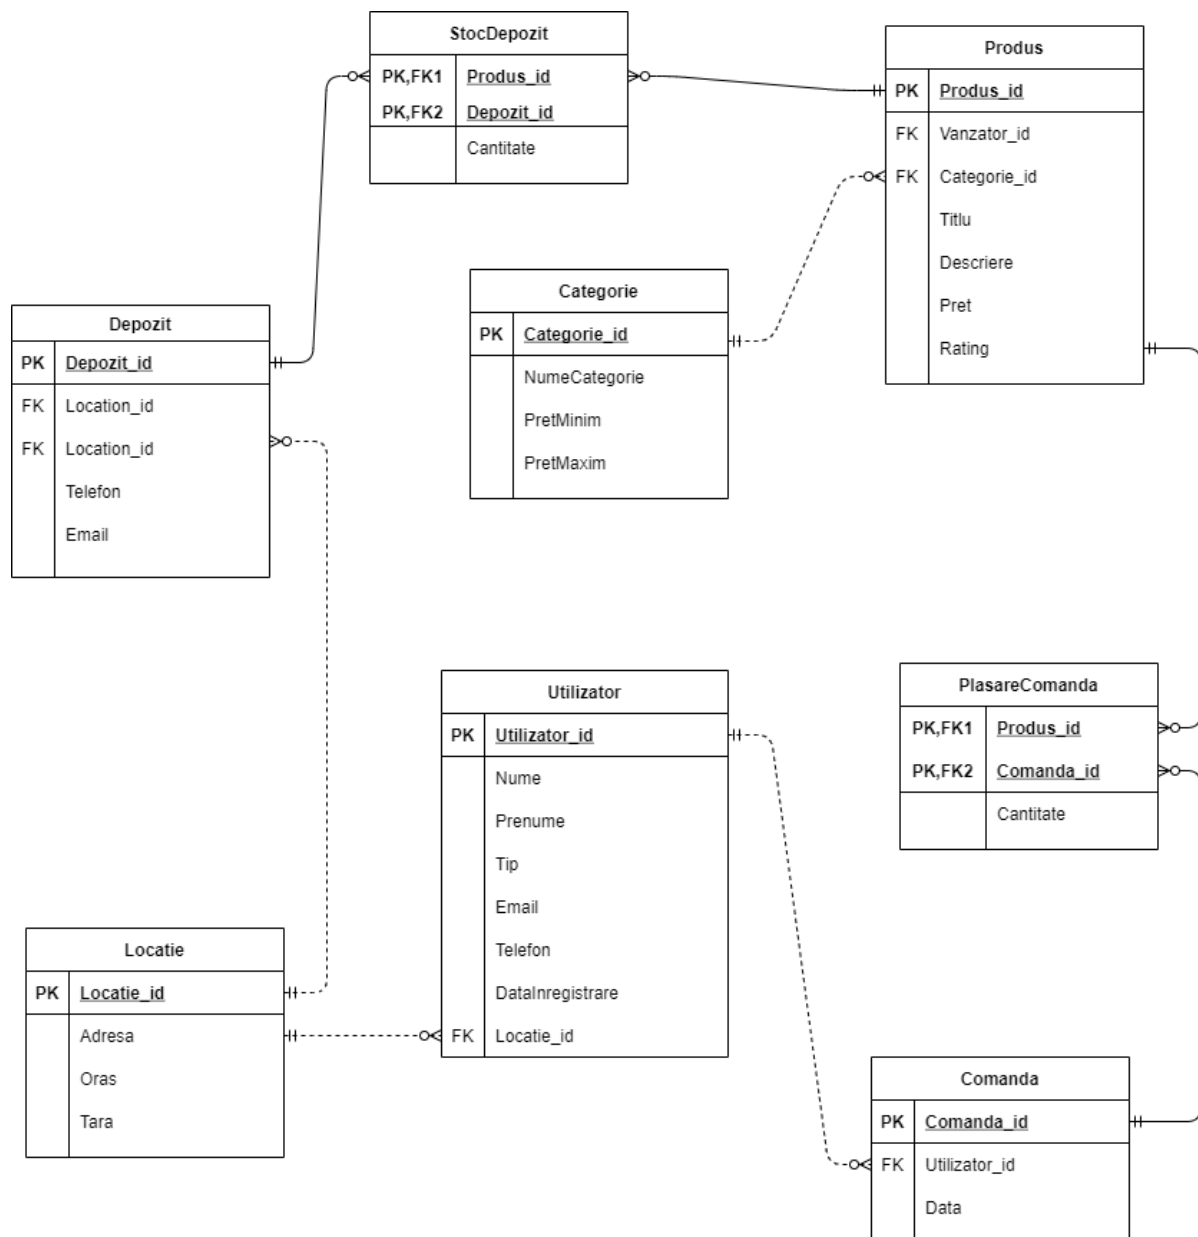 StocDepozit
PK,FK1 Produs_id
PK,FK2 Depozit_id
Cantitate
Produs
PK Produs_id
FK Vanzator_id
FK Categorie_id
Titlu
Descriere
Pret
Rating
Categorie
PK Categorie_id
NumeCategorie
PretMinim
PretMaxim
Depozit
PK Depozit_id
FK Location_id
FK Location_id
Telefon
Email
Utilizator
PK Utilizator_id
Nume
Prenume
Tip
Email
Telefon
DataInregistrare
FK Locatie_id
PlasareComanda
PK,FK1 Produs_id
PK,FK2 Comanda_id
Cantitate
Locatie
PK Locatie_id
Adresa
Oras
Tara
Comanda
PK Comanda_id
FK Utilizator_id
Data